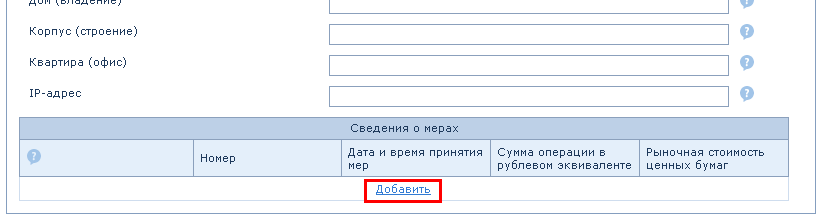 Дом (владение)
Корпус (строение)
Квартира (офис)
IP-адрес
Сведения о мерах
Номер
Дата и время принятия
мер
Сумма операции в
рублевом эквиваленте
Рыночная стоимость
ценных бумаг
Добавить